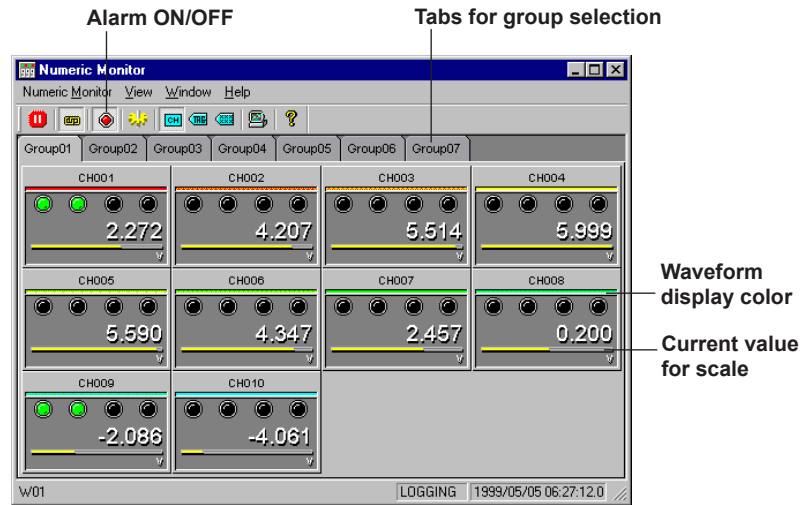 Alarm ON/OFF
Tabs for group selection
Numeric Monitor
Numeric Monitor View Window Help
CH
Group01 Group02 Group03 Group04 Group05 Group06 Group07
CH001 CH002 CH003 CH004
2.272 4.207 5.514 5.999
V V V V
Waveform
display color
CH005 CH006 CH007 CH008
5.590 4.347 2.457 0.200
V V V V
Current value
for scale
CH009 CH010
-2.086 -4.061
V V
W01 LOGGING 1999/05/05 06:27:12.0